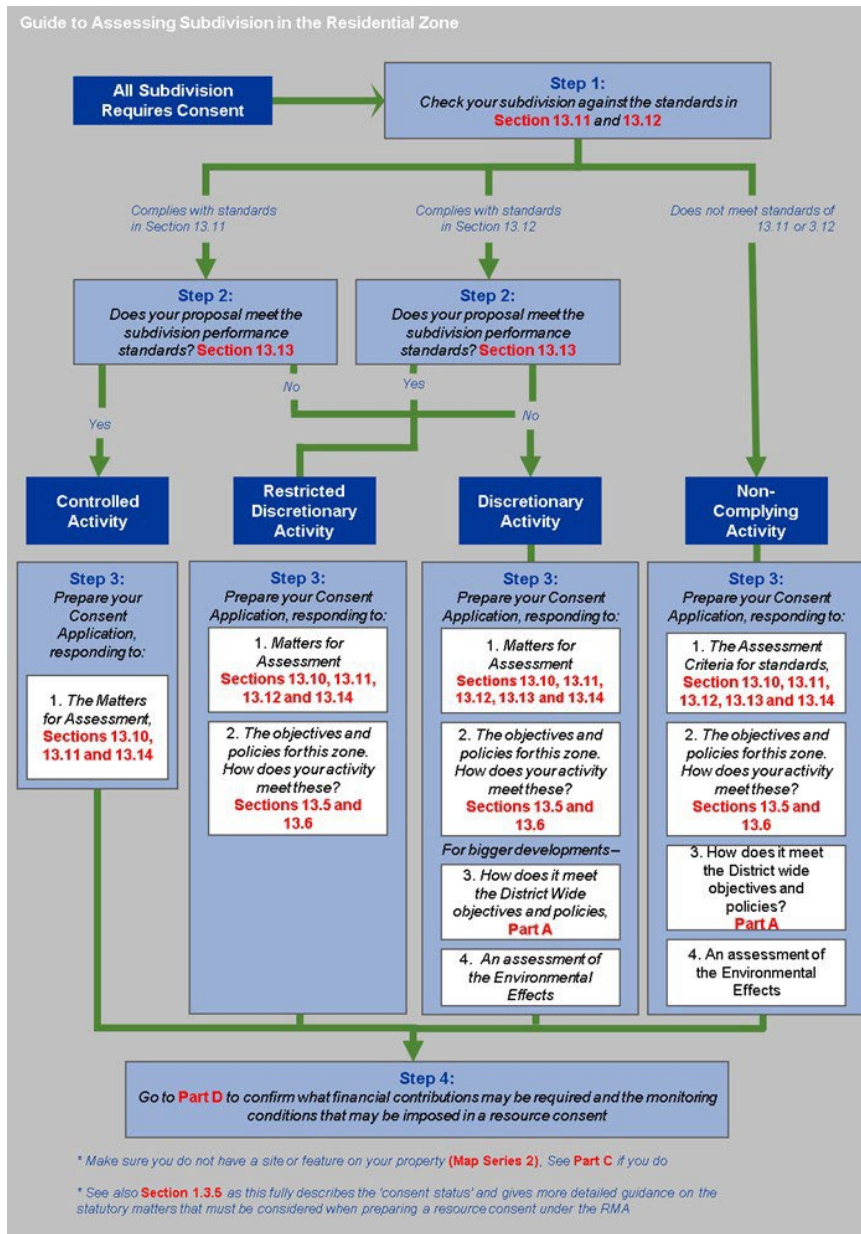 Guide to Assessing Subdivision in the Residential Zone
All Subdivision
Requires Consent
Step 1:
Check your subdivision against the standards in
Section 13.11 and 13.12
Complies with standards
in Section 13.11
Complies with standards
in Section 13.12
Does not meet standards of
13.11 or 3.12
Step 2:
Does your proposal meet the
subdivision performance
standards? Section 13.13
Step 2:
Does your proposal meet the
subdivision performance
standards? Section 13.13
Yes
No
Yes
No
Controlled
Activity
Restricted
Discretionary
Activity
Discretionary
Activity
Non-
Complying
Activity
Step 3:
Prepare your
Consent
Application,
responding to:
1. The Matters
for Assessment,
Sections 13.10,
13.11 and 13.14
Step 3:
Prepare your Consent
Application, responding to:
1. Matters for
Assessment
Sections 13.10, 13.11,
13.12 and 13.14
2. The objectives and
policies for this zone.
How does your activity
meet these?
Sections 13.5 and
13.6
Step 3:
Prepare your Consent
Application, responding to:
1. Matters for
Assessment
Sections 13.10, 13.11,
13.12, 13.13 and 13.14
2. The objectives and
policies for this zone.
How does your activity
meet these?
Sections 13.5 and
13.6
For bigger developments–
3. How does it meet
the District Wide
objectives and policies,
Part A
4. An assessment of
the Environmental
Effects
Step 3:
Prepare your Consent
Application, responding to:
1. The Assessment
Criteria for standards,
Section 13.10, 13.11,
13.12, 13.13 and 13.14
2. The objectives and
policies for this zone.
How does your activity
meet these?
Sections 13.5 and
13.6
3. How does it meet
the District wide
objectives and
policies?
Part A
4. An assessment of
the Environmental
Effects
Step 4:
Go to Part D to confirm what financial contributions may be required and the monitoring
conditions that may be imposed in a resource consent
* Make sure you do not have a site or feature on your property (Map Series 2), See Part C if you do
* See also Section 1.3.5 as this fully describes the 'consent status' and gives more detailed guidance on the
statutory matters that must be considered when preparing a resource consent under the RMA